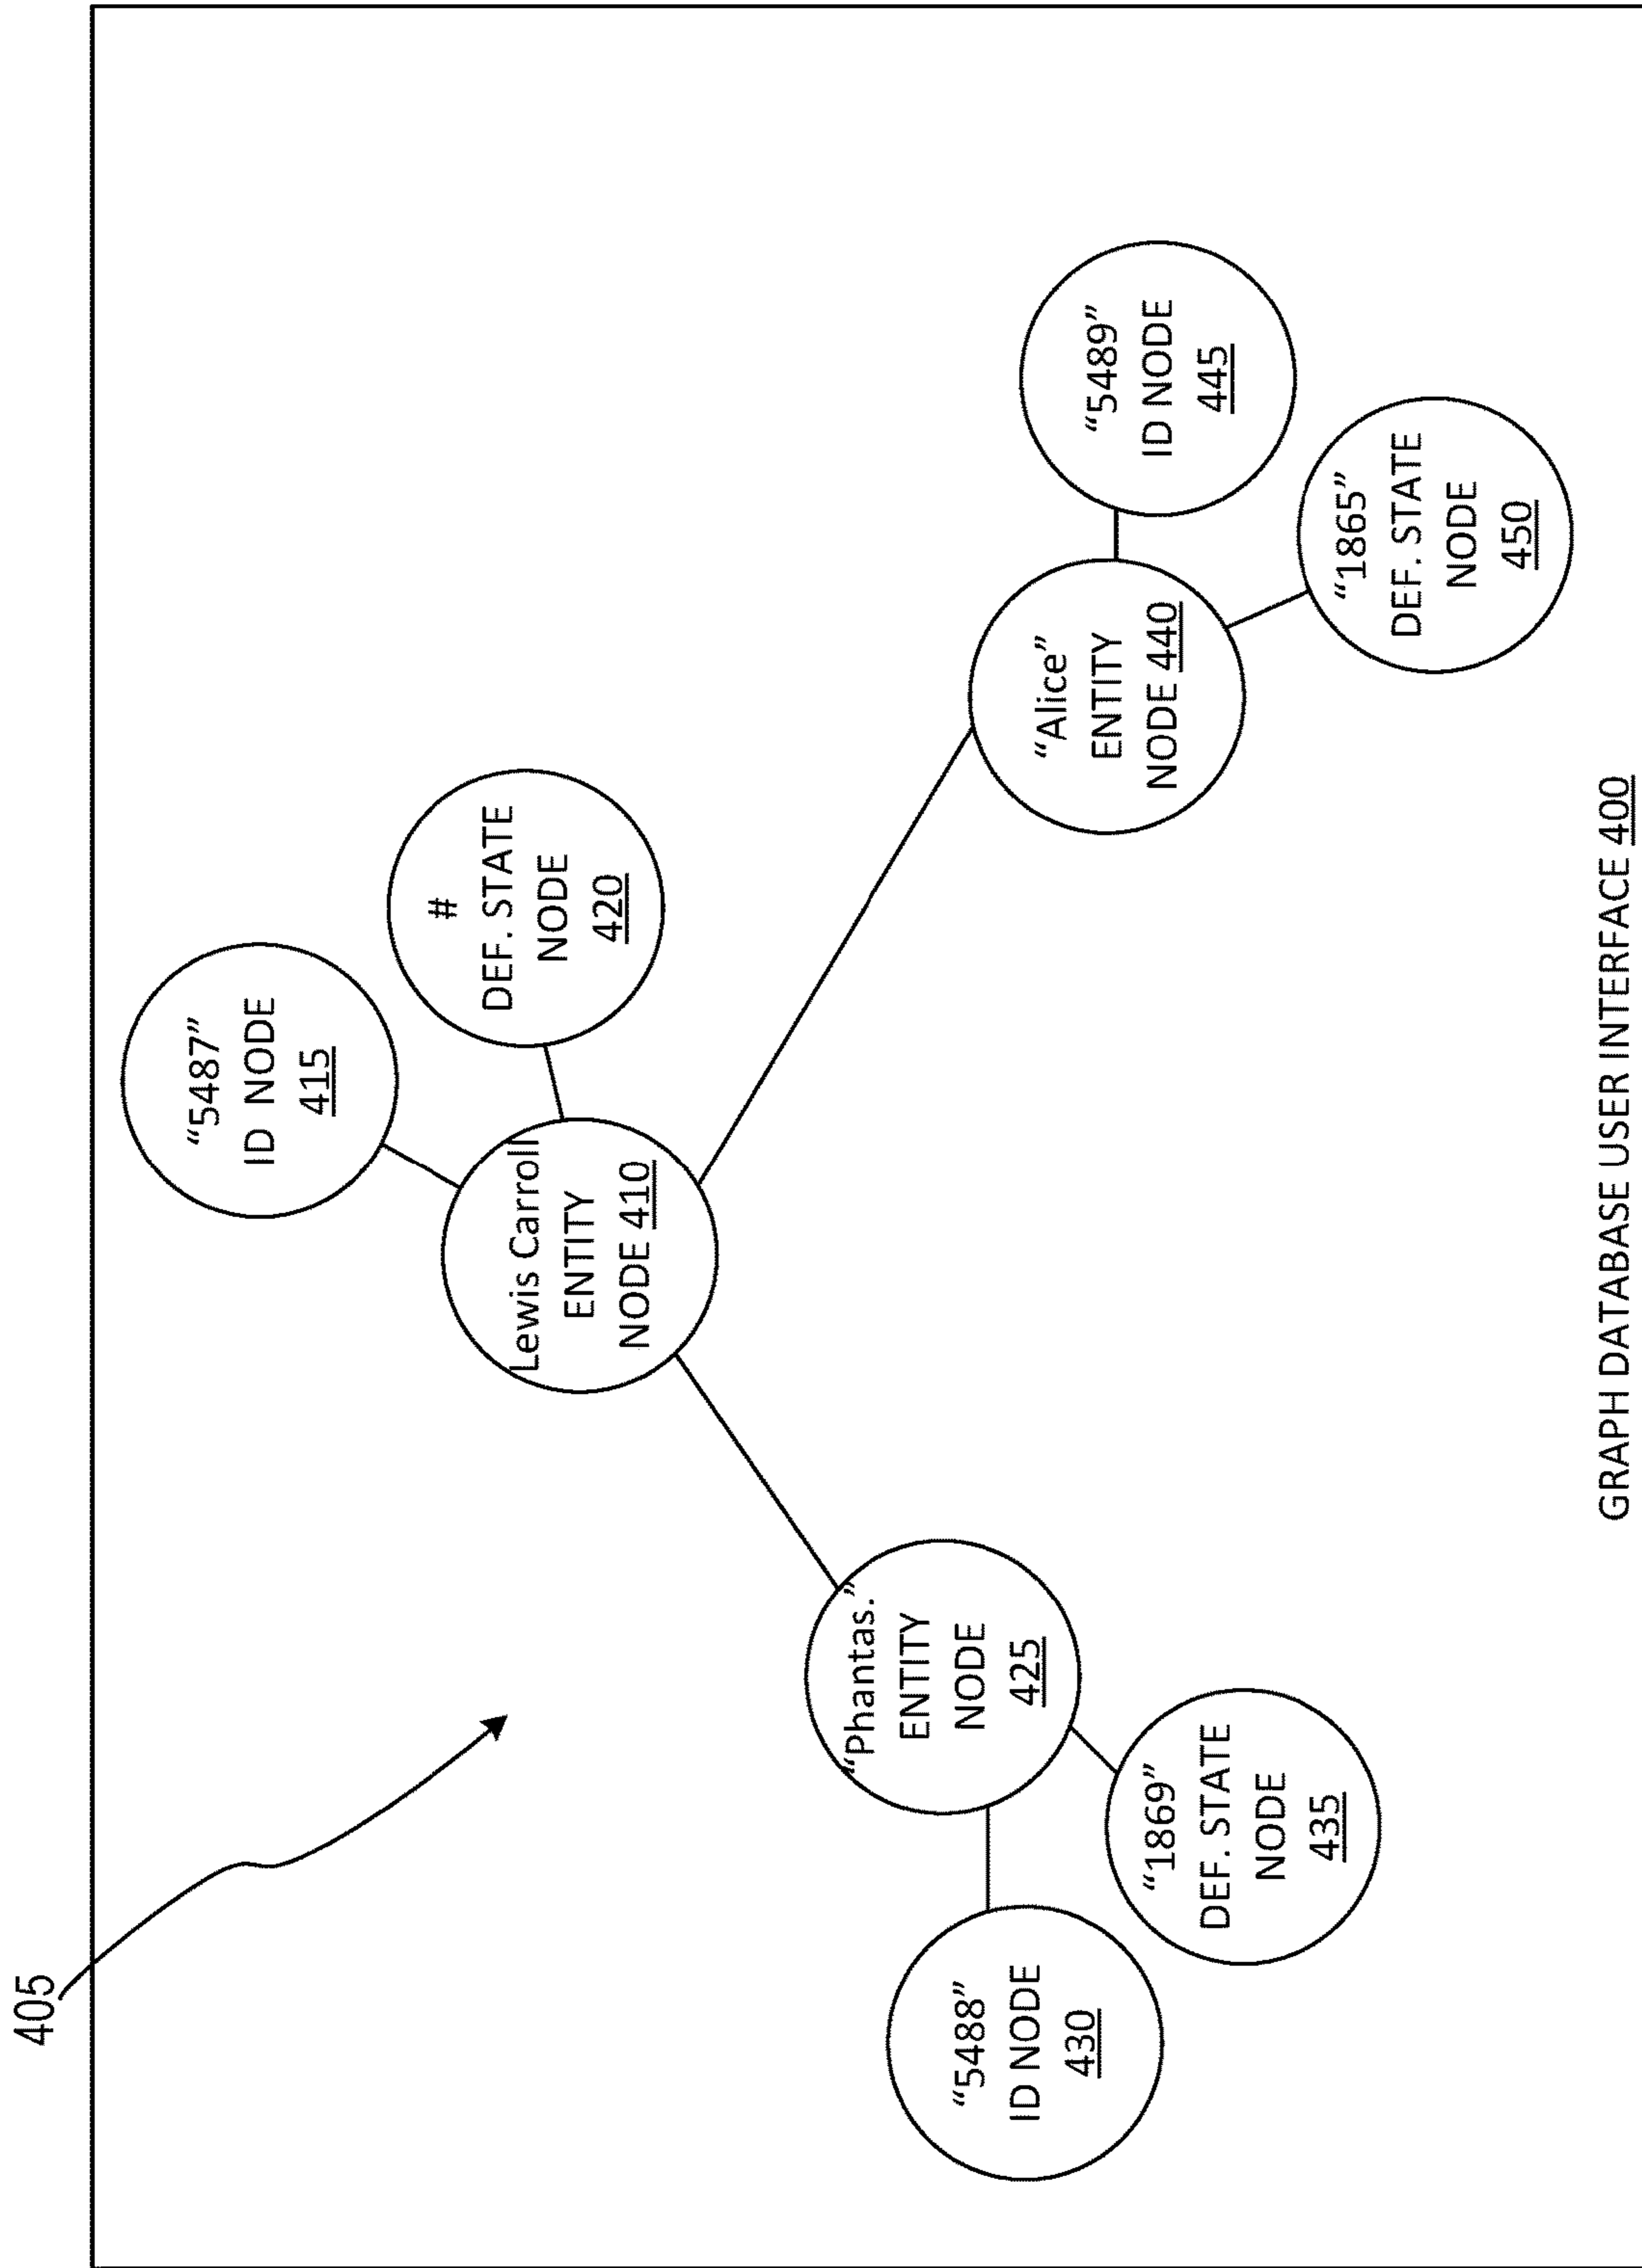 405
“5487”
ID NODE
415
#
DEF. STATE
NODE
420
Lewis Carroll
ENTITY
NODE 410
“Phantas.”
ENTITY
NODE
425
“5488”
ID NODE
430
“1869”
DEF. STATE
NODE
435
“Alice”
ENTITY
NODE 440
“5489”
ID NODE
445
“1865”
DEF. STATE
NODE
450
GRAPH DATABASE USER INTERFACE 400